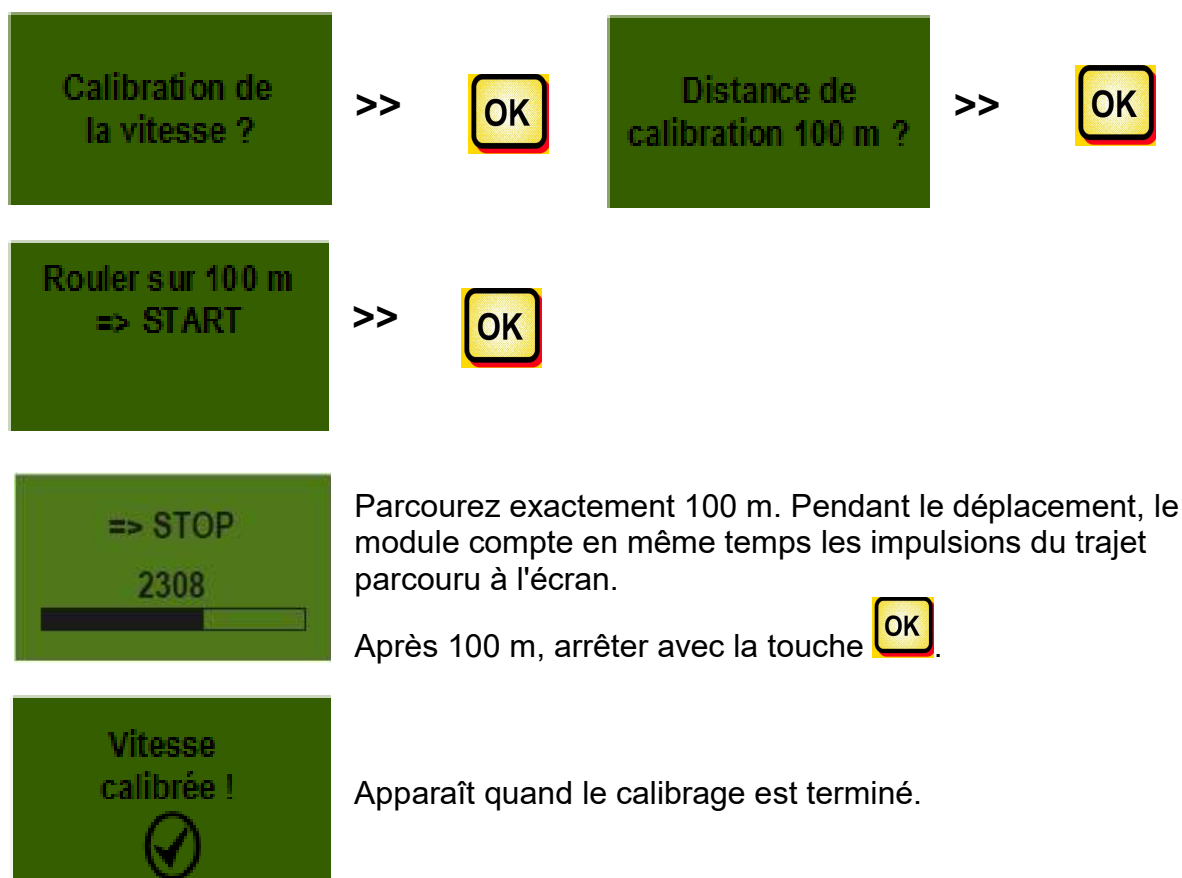 Calibration de
la vitesse ?
>>
OK
Distance de
calibration 100 m ?
>>
OK
Rouler sur 100 m
=> START
>>
OK
=> STOP
2308
Parcourez exactement 100 m. Pendant le déplacement, le
module compte en même temps les impulsions du trajet
parcouru à l'écran.
Après 100 m, arrêter avec la touche OK.
Vitesse
calibrée !
Apparaît quand le calibrage est terminé.